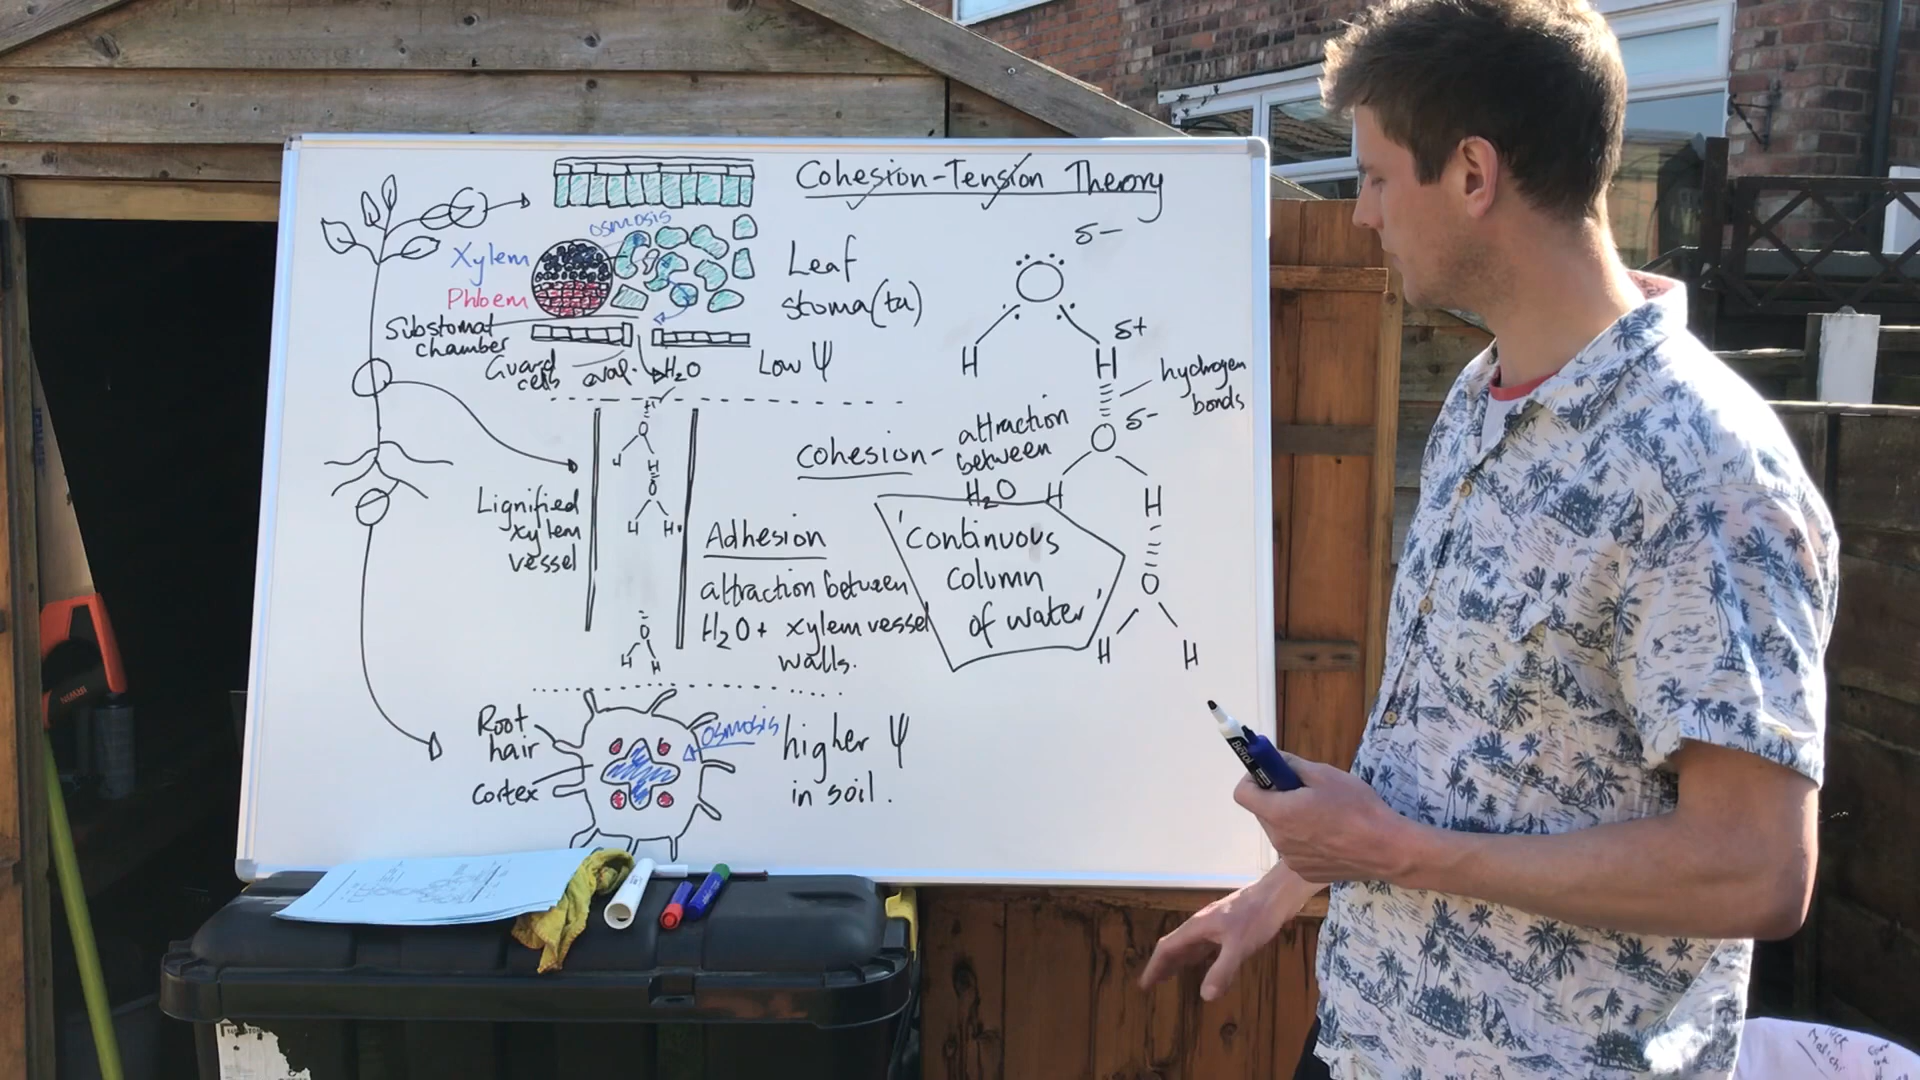 Cohesion-Tension Theory
osmosis
Xylem
Phloem
Substomat
chamber
Guard
cells
H₂O
Leaf
stoma(ta)
Low Ψ
δ-
O
H
H
δ+
hydrogen
bonds
δ-
O
H
H
O
H
H
cohesion-
attraction
between
H₂O
'Continuous
column
of water'
H
O
H
H
O
H
H
O
H
H
Lignified
xylem
vessel
Adhesion
attraction between
H₂O + xylem vessel
walls.
Root
hair
cortex
osmosis
higher Ψ
in soil.
Berol